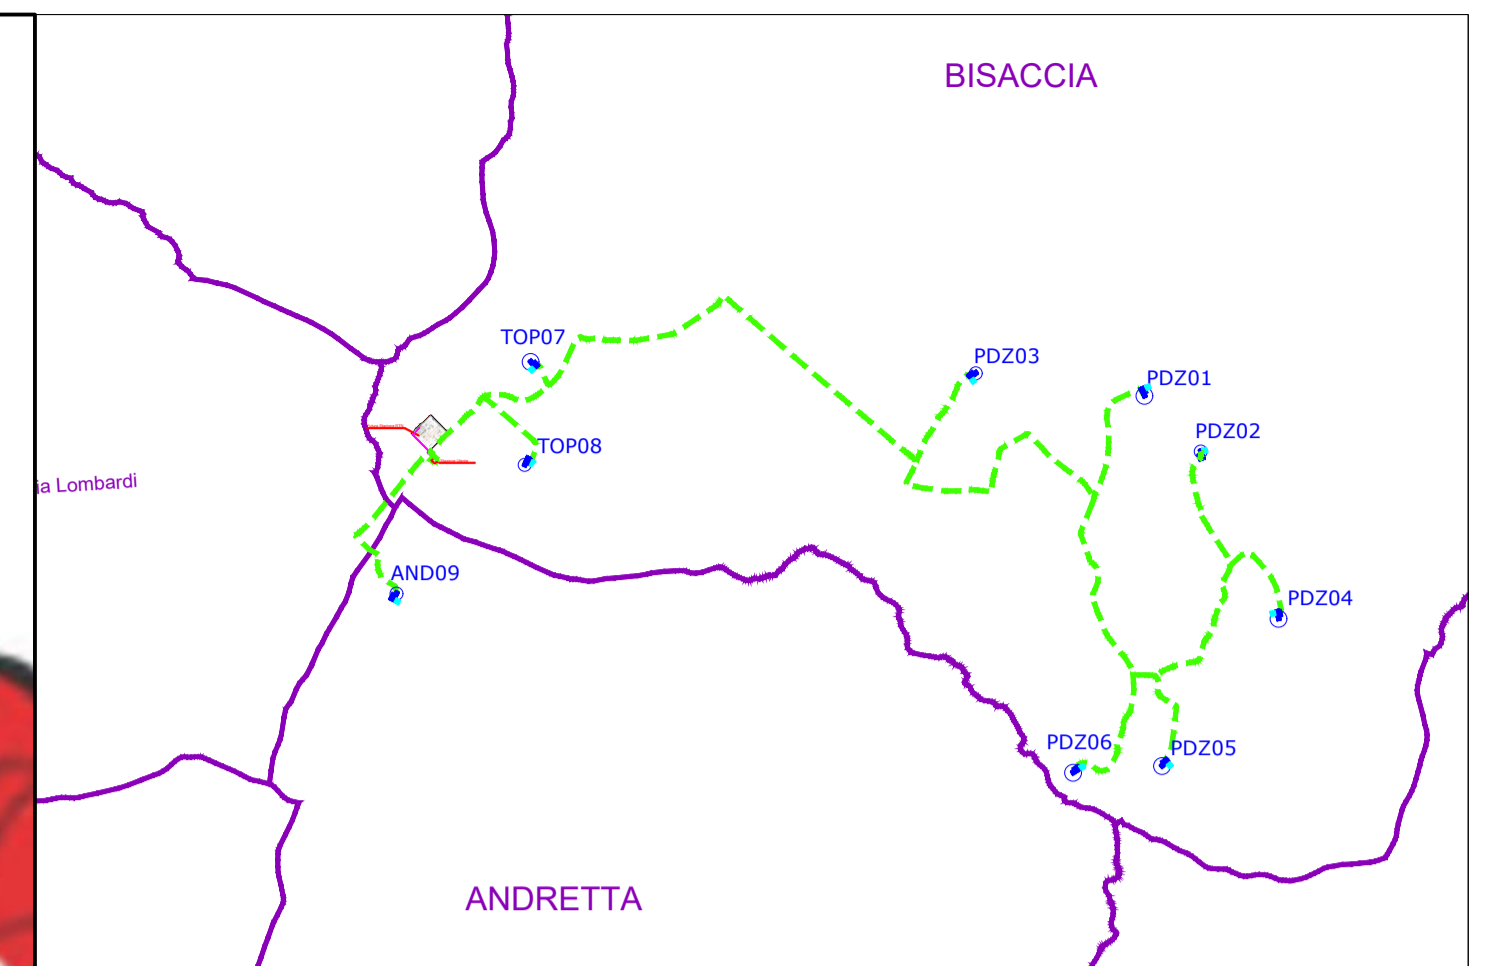 BISACCIA
TOP07
PDZ03
PDZ01
PDZ02
TOP08
ia Lombardi
AND09
PDZ04
PDZ06
PDZ05
ANDRETTA